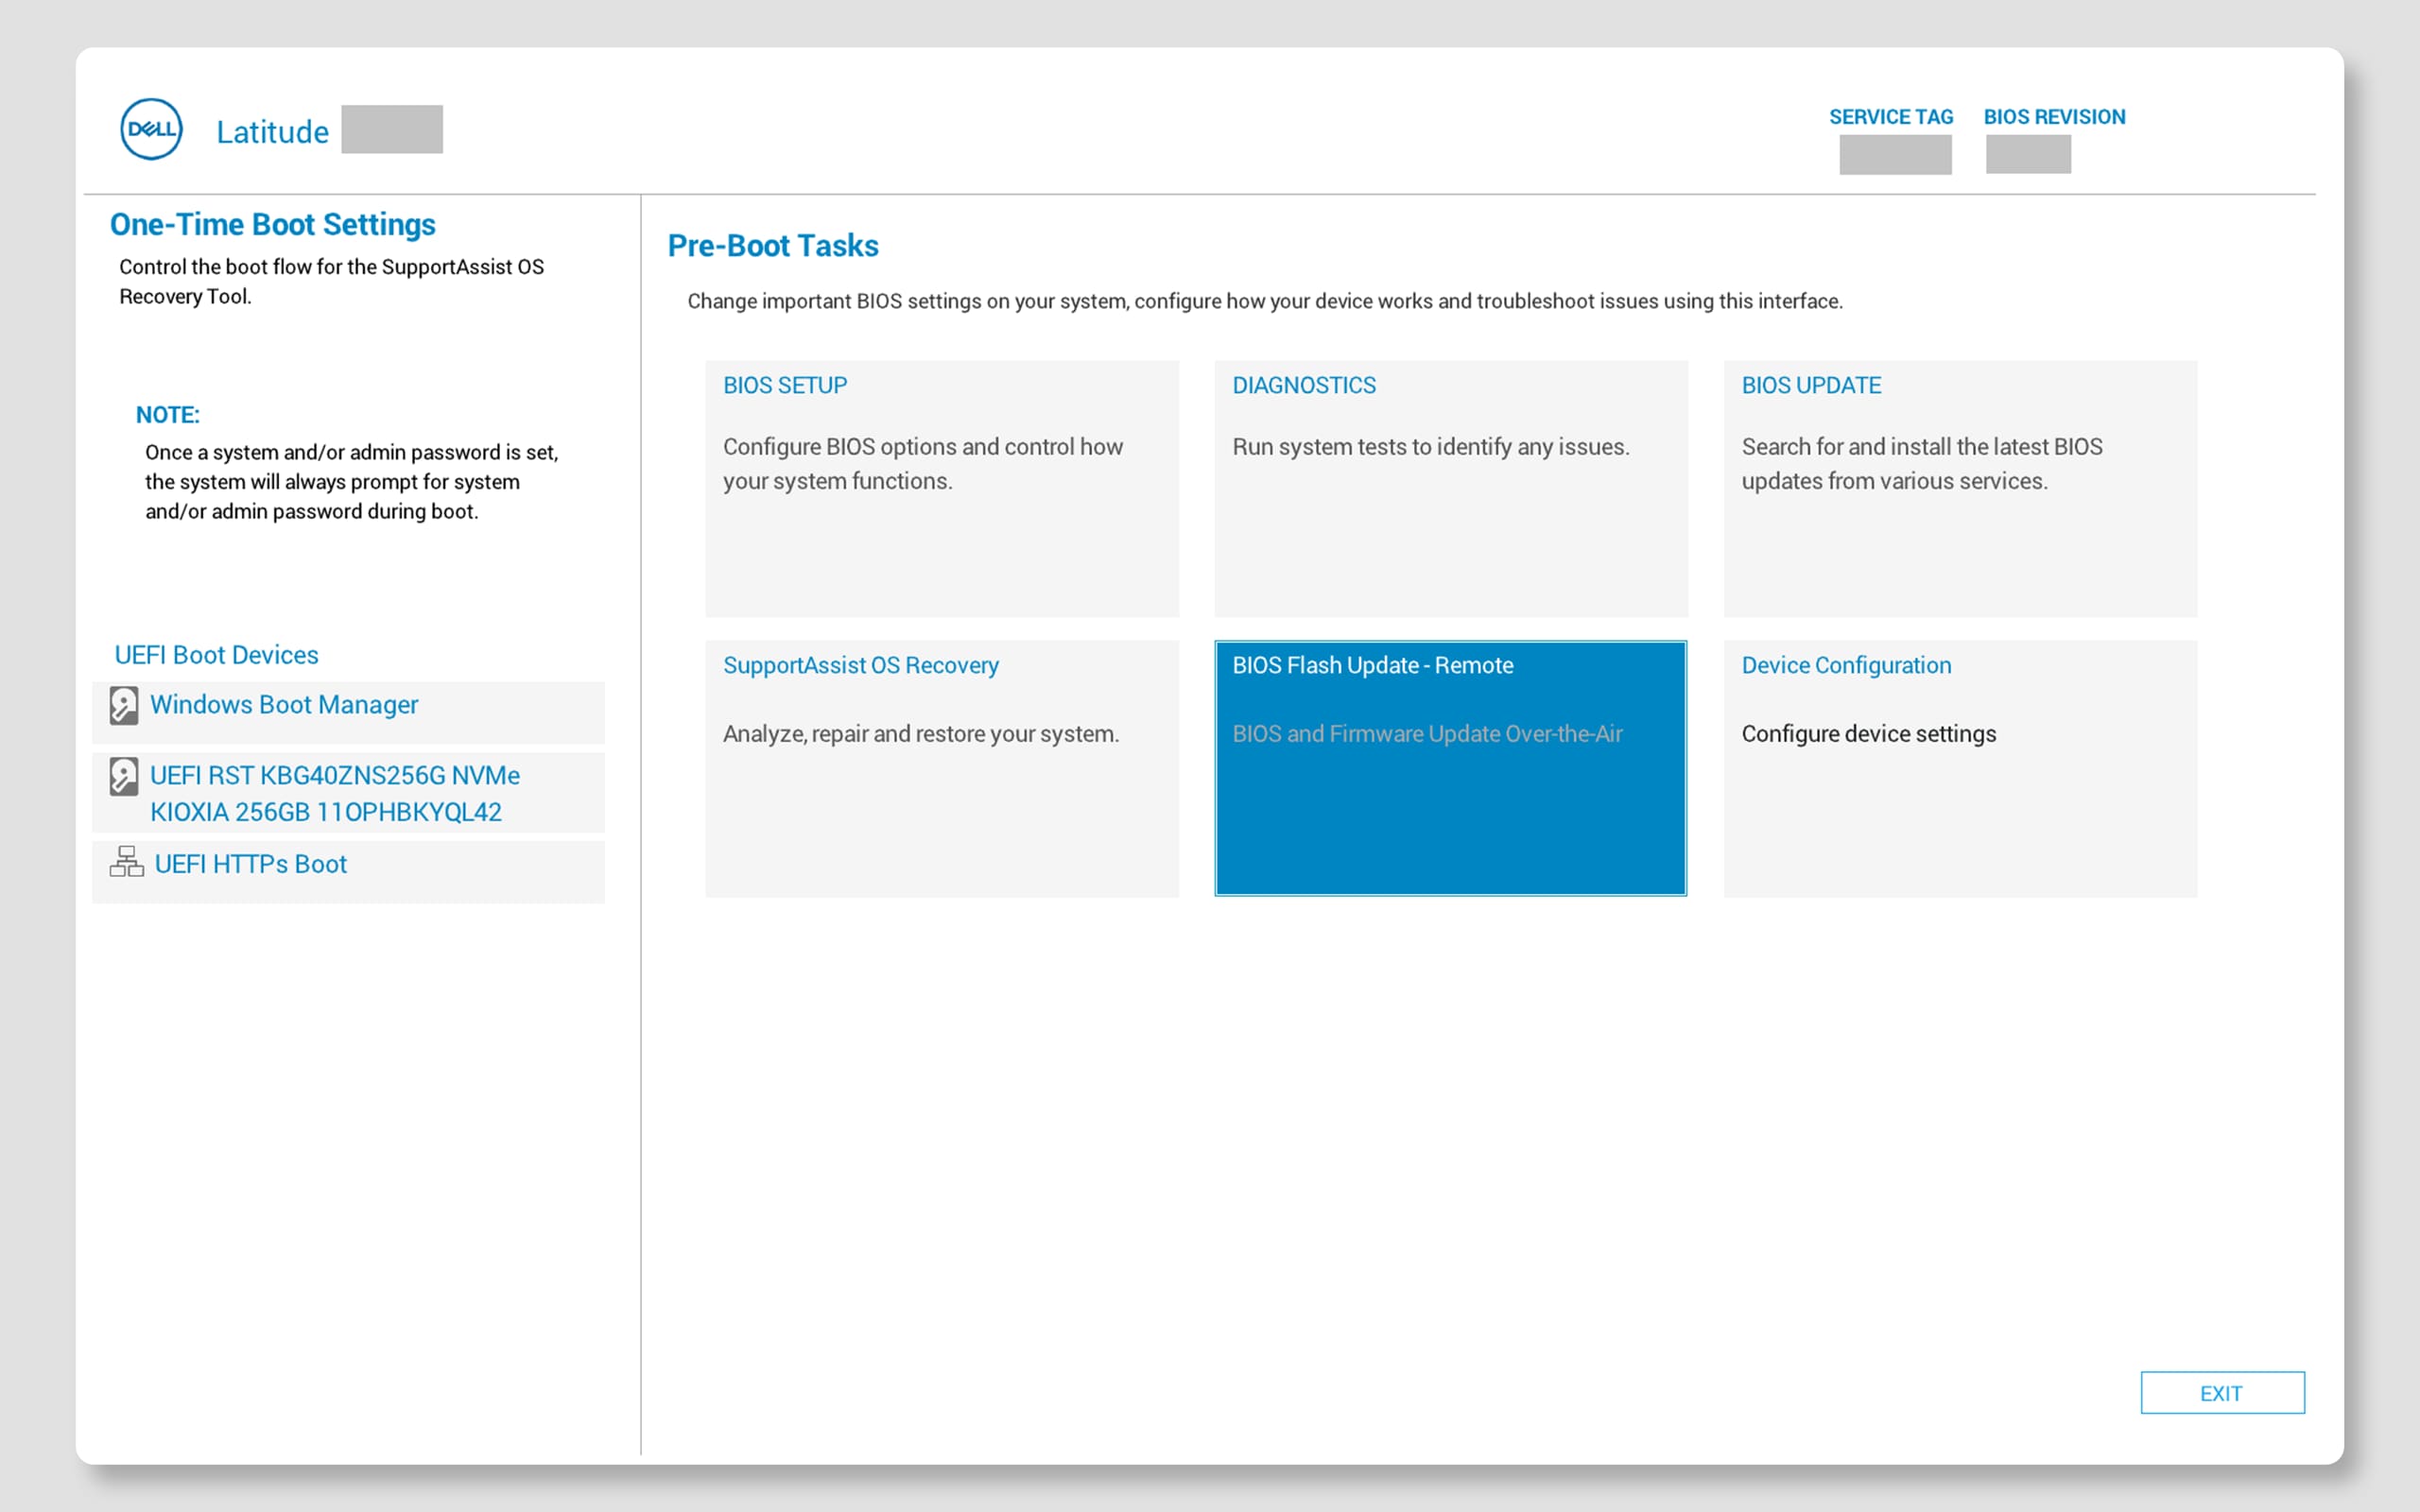 DELL
Latitude
SERVICE TAG
BIOS REVISION
One-Time Boot Settings
Control the boot flow for the SupportAssist OS
Recovery Tool.
NOTE:
Once a system and/or admin password is set,
the system will always prompt for system
and/or admin password during boot.
UEFI Boot Devices
Windows Boot Manager
UEFI RST KBG40ZNS256G NVMe
KIOXIA 256GB 11OPHBKYQL42
UEFI HTTPs Boot
Pre-Boot Tasks
Change important BIOS settings on your system, configure how your device works and troubleshoot issues using this interface.
BIOS SETUP
Configure BIOS options and control how
your system functions.
DIAGNOSTICS
Run system tests to identify any issues.
BIOS UPDATE
Search for and install the latest BIOS
updates from various services.
SupportAssist OS Recovery
Analyze, repair and restore your system.
BIOS Flash Update - Remote
BIOS and Firmware Update Over-the-Air
Device Configuration
Configure device settings
EXIT